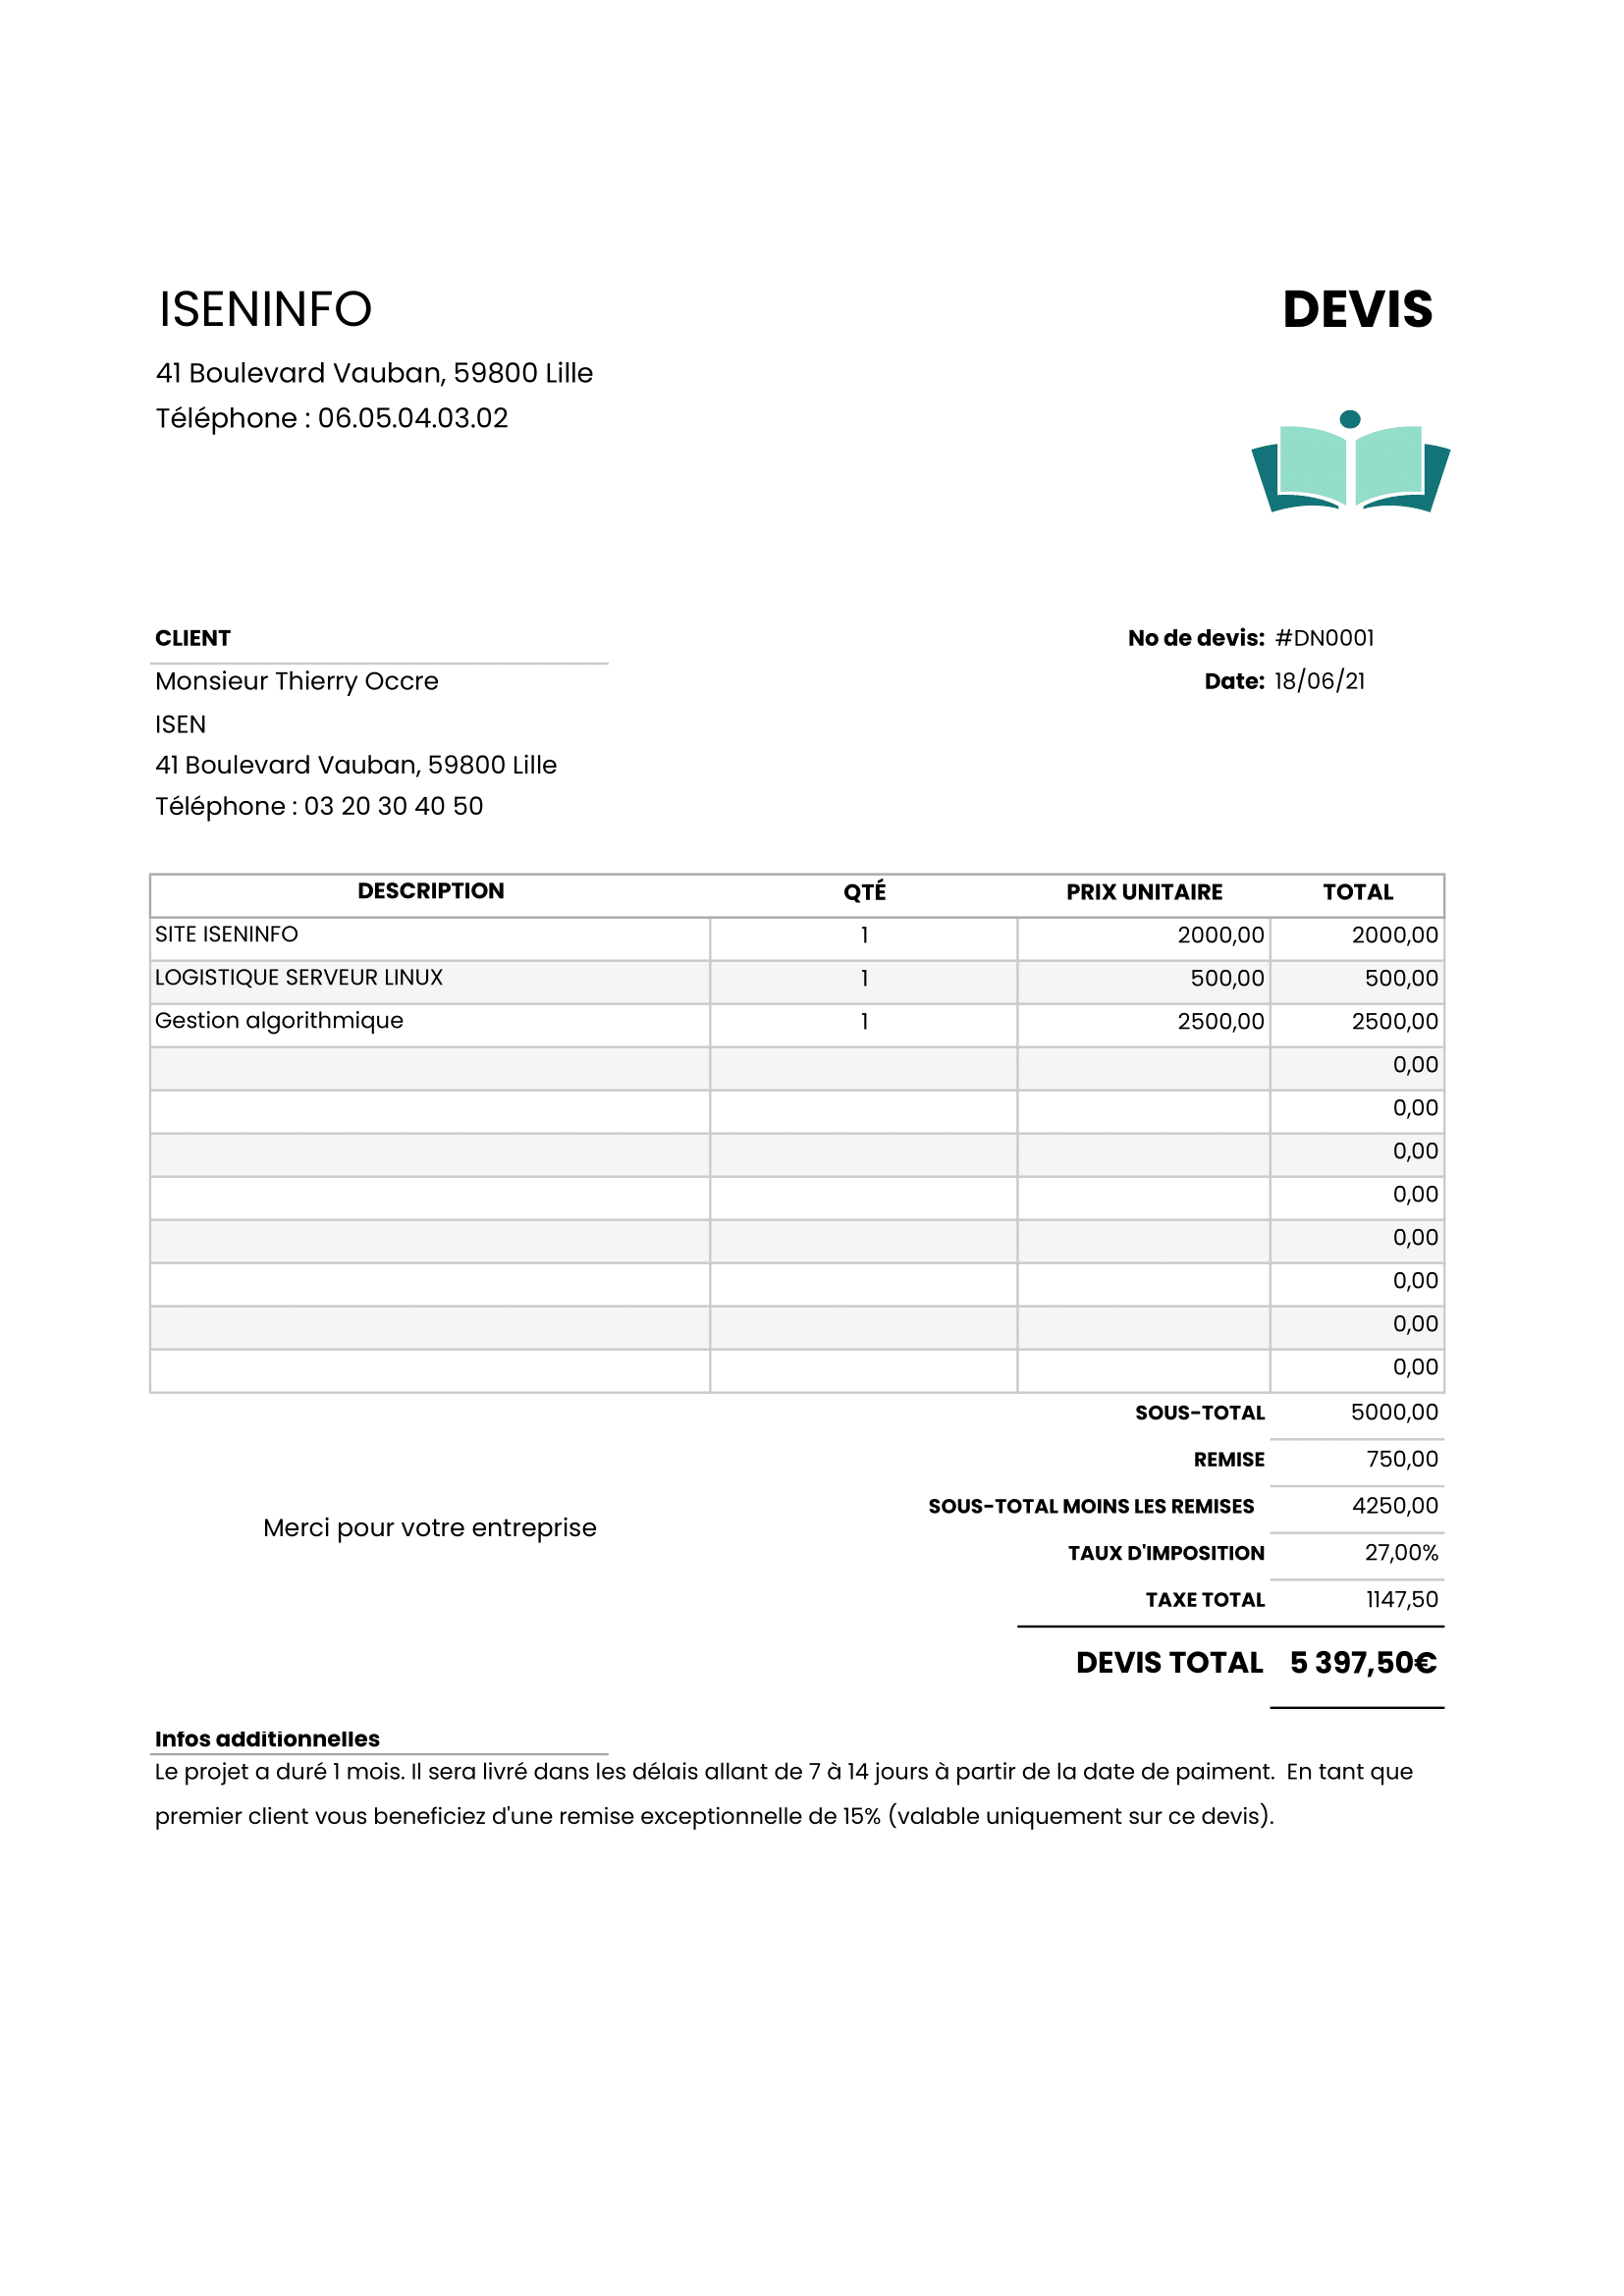 ISENINFO
DEVIS
41 Boulevard Vauban, 59800 Lille
Téléphone : 06.05.04.03.02
CLIENT
No de devis: #DN0001
Monsieur Thierry Occre
Date: 18/06/21
ISEN
41 Boulevard Vauban, 59800 Lille
Téléphone : 03 20 30 40 50
DESCRIPTION QTÉ PRIX UNITAIRE TOTAL
SITE ISENINFO 1 2000,00 2000,00
LOGISTIQUE SERVEUR LINUX 1 500,00 500,00
Gestion algorithmique 1 2500,00 2500,00
0,00
0,00
0,00
0,00
0,00
0,00
0,00
0,00
SOUS-TOTAL 5000,00
REMISE 750,00
SOUS-TOTAL MOINS LES REMISES 4250,00
Merci pour votre entreprise
TAUX D'IMPOSITION 27,00%
TAXE TOTAL 1147,50
DEVIS TOTAL 5 397,50€
Infos additionnelles
Le projet a duré 1 mois. Il sera livré dans les délais allant de 7 à 14 jours à partir de la date de paiment. En tant que
premier client vous beneficiez d'une remise exceptionnelle de 15% (valable uniquement sur ce devis).